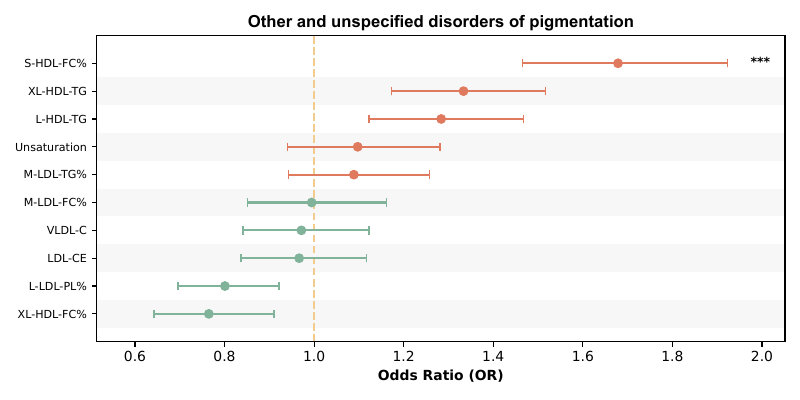 Other and unspecified disorders of pigmentation
S-HDL-FC%
***
XL-HDL-TG
L-HDL-TG
Unsaturation
M-LDL-TG%
M-LDL-FC%
VLDL-C
LDL-CE
L-LDL-PL%
XL-HDL-FC%
0.6 0.8 1.0 1.2 1.4 1.6 1.8 2.0
Odds Ratio (OR)